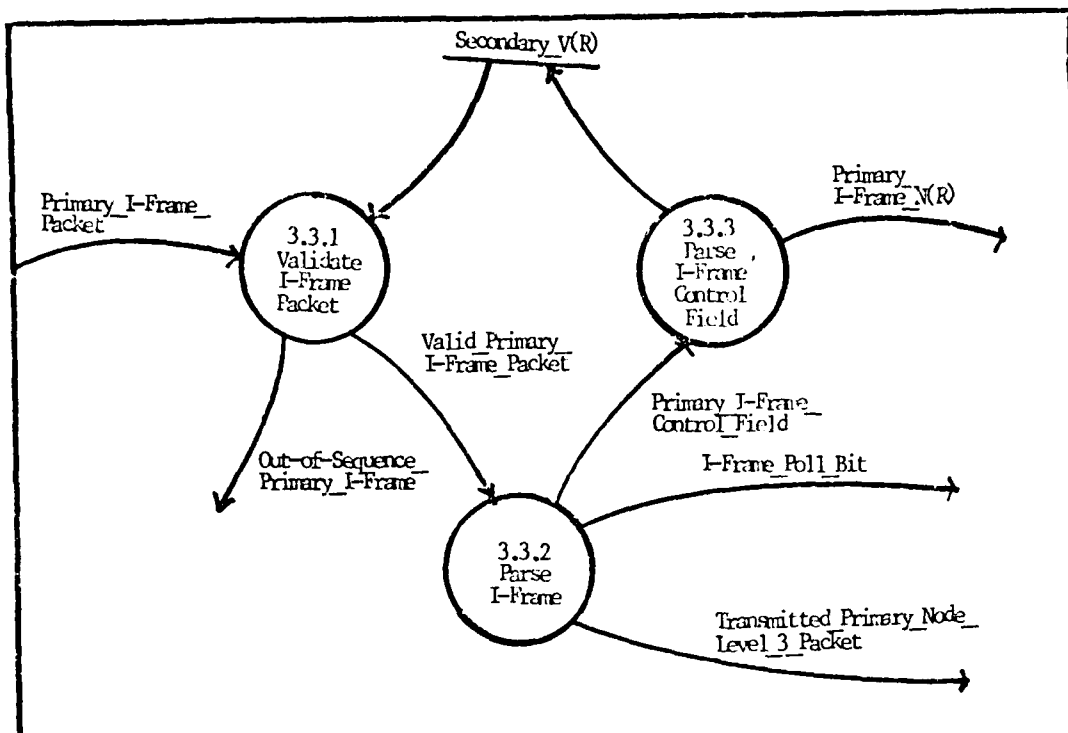 Secondary_V(R)
Primary_I-Frame_
Packet
3.3.1
Validate
I-Frame
Packet
3.3.3
Parse
I-Frame
Control
Field
Primary_
I-Frame_N(R)
Valid_Primary_
I-Frame_Packet
Primary_I-Frame_
Control_Field
Out-of-Sequence_
Primary_I-Frame
I-Frame_Poll_Bit
3.3.2
Parse
I-Frame
Transmitted_Primary_Node_
Level_3_Packet